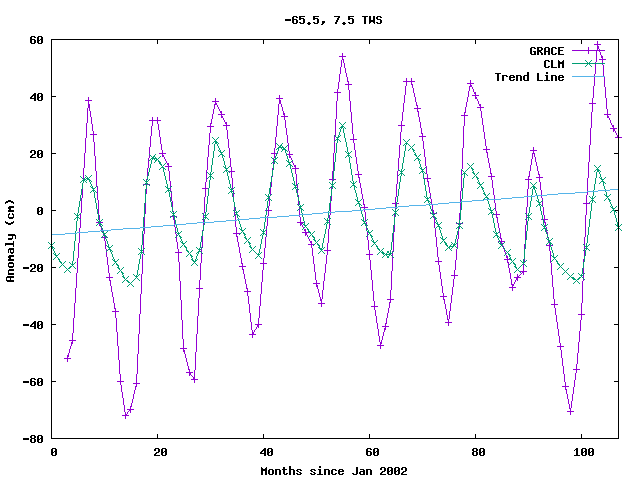 -65.5, 7.5 TWS
GRACE
CLM
Trend Line
60
40
20
0
-20
-40
-60
-80
Anomaly (cm)
0 20 40 60 80 100
Months since Jan 2002